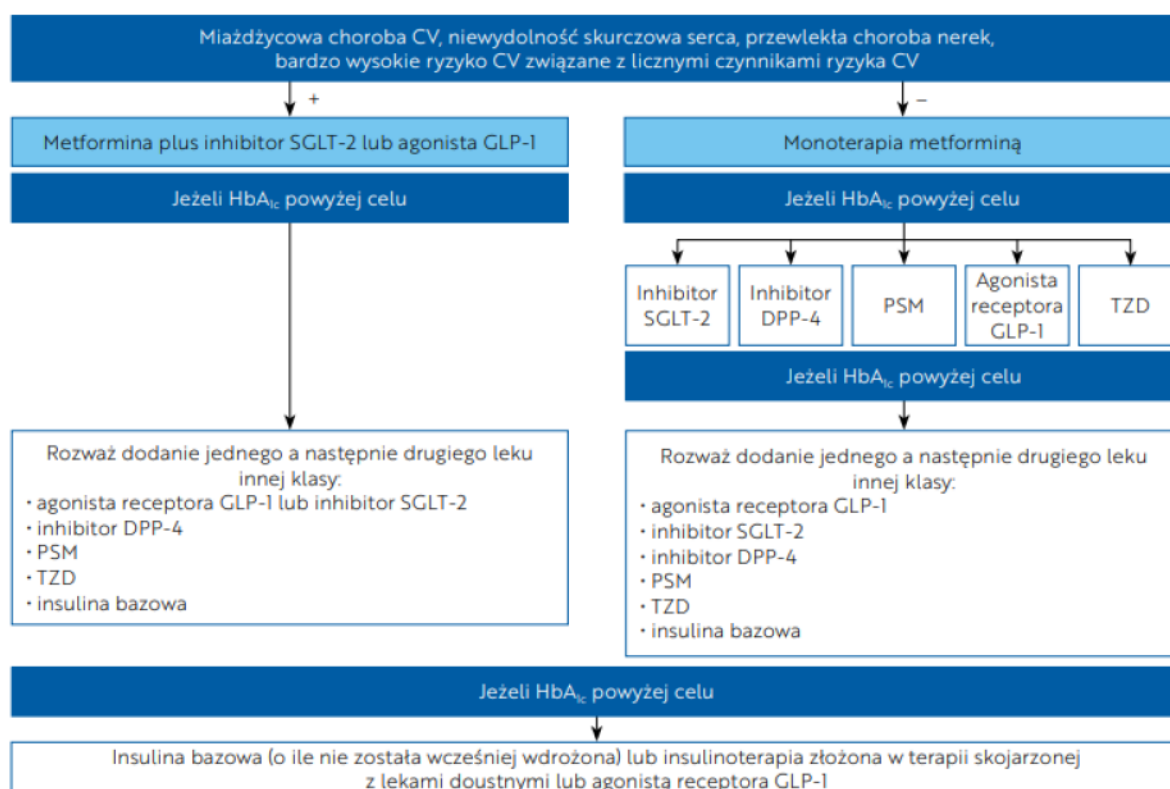 Miażdżycowa choroba CV, niewydolność skurczowa serca, przewlekła choroba nerek,
bardzo wysokie ryzyko CV związane z licznymi czynnikami ryzyka CV
+
–
Metformina plus inhibitor SGLT-2 lub agonista GLP-1
Jeżeli HbA1c powyżej celu
Rozważ dodanie jednego a następnie drugiego leku
innej klasy:
• agonista receptora GLP-1 lub inhibitor SGLT-2
• inhibitor DPP-4
• PSM
• TZD
• insulina bazowa
Monoterapia metforminą
Jeżeli HbA1c powyżej celu
Inhibitor
SGLT-2
Inhibitor
DPP-4
PSM
Agonista
receptora
GLP-1
TZD
Jeżeli HbA1c powyżej celu
Rozważ dodanie jednego a następnie drugiego leku
innej klasy:
• agonista receptora GLP-1
• inhibitor SGLT-2
• inhibitor DPP-4
• PSM
• TZD
• insulina bazowa
Jeżeli HbA1c powyżej celu
Insulina bazowa (o ile nie została wcześniej wdrożona) lub insulinoterapia złożona w terapii skojarzonej
z lekami doustnymi lub agonistą receptora GLP-1